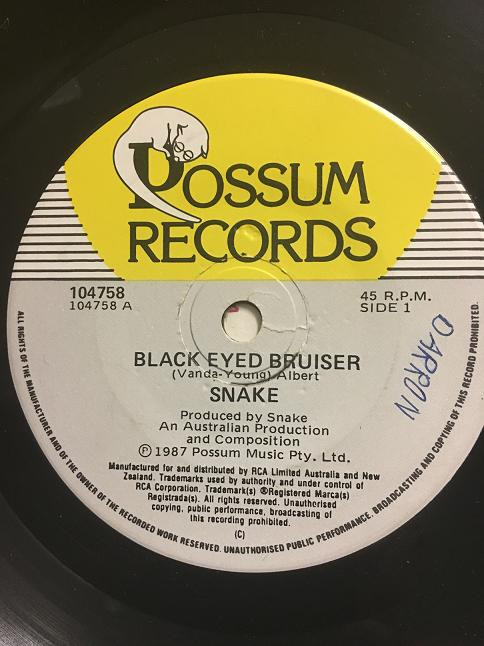 POSSUM
RECORDS
104758
104758 A
45 R.P.M.
SIDE 1
BLACK EYED BRUISER
(Vanda-Young) Albert
SNAKE
Produced by Snake
An Australian Production
and Composition
℗ 1987 Possum Music Pty. Ltd.
Manufactured for and distributed by RCA Limited Australia and New
Zealand. Trademarks used by authority and under control of
RCA Corporation. Trademark(s) ®Registered Marca(s)
Registrada(s). All rights reserved. Unauthorised
copying, public performance, broadcasting of
this recording prohibited.
(C)
DARRON
ALL RIGHTS OF THE MANUFACTURER AND OF THE OWNER OF THE RECORDED WORK RESERVED. UNAUTHORISED PUBLIC PERFORMANCE, BROADCASTING AND COPYING OF THIS RECORD PROHIBITED.